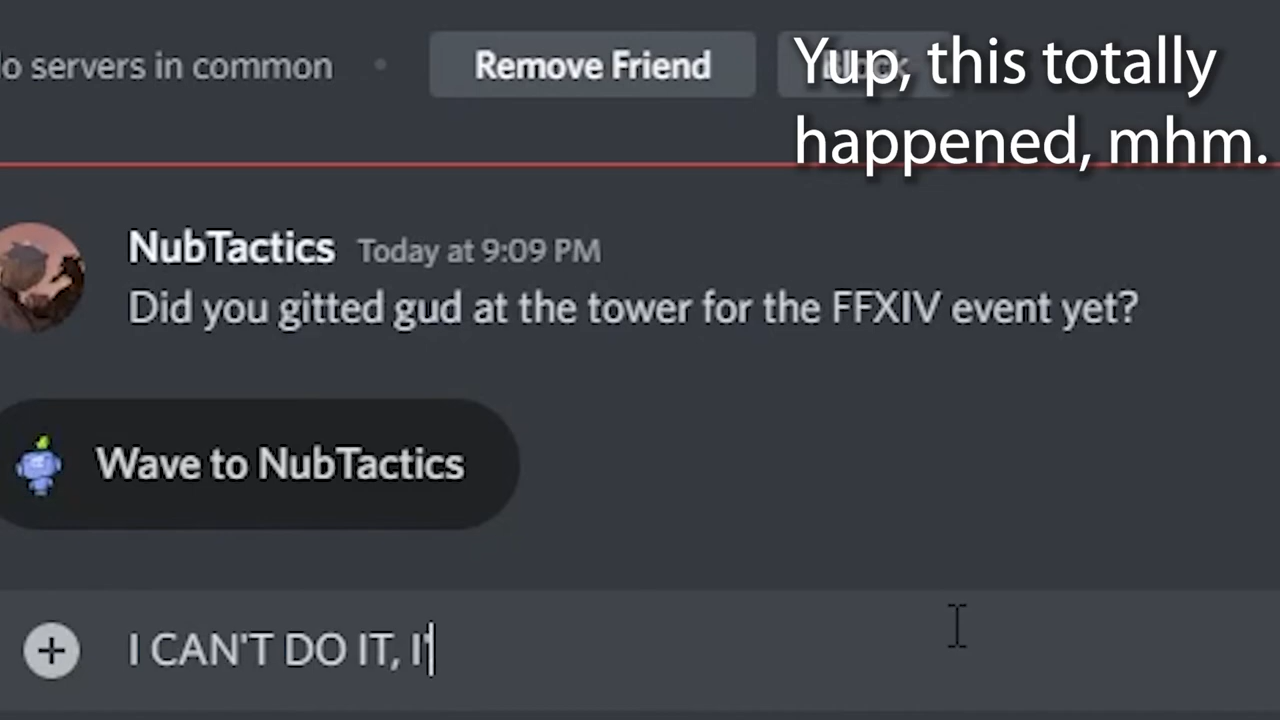 o servers in common
Remove Friend
Yup, this totally
happened, mhm.
NubTactics Today at 9:09 PM
Did you gitted gud at the tower for the FFXIV event yet?
Wave to NubTactics
I CAN'T DO IT, I'